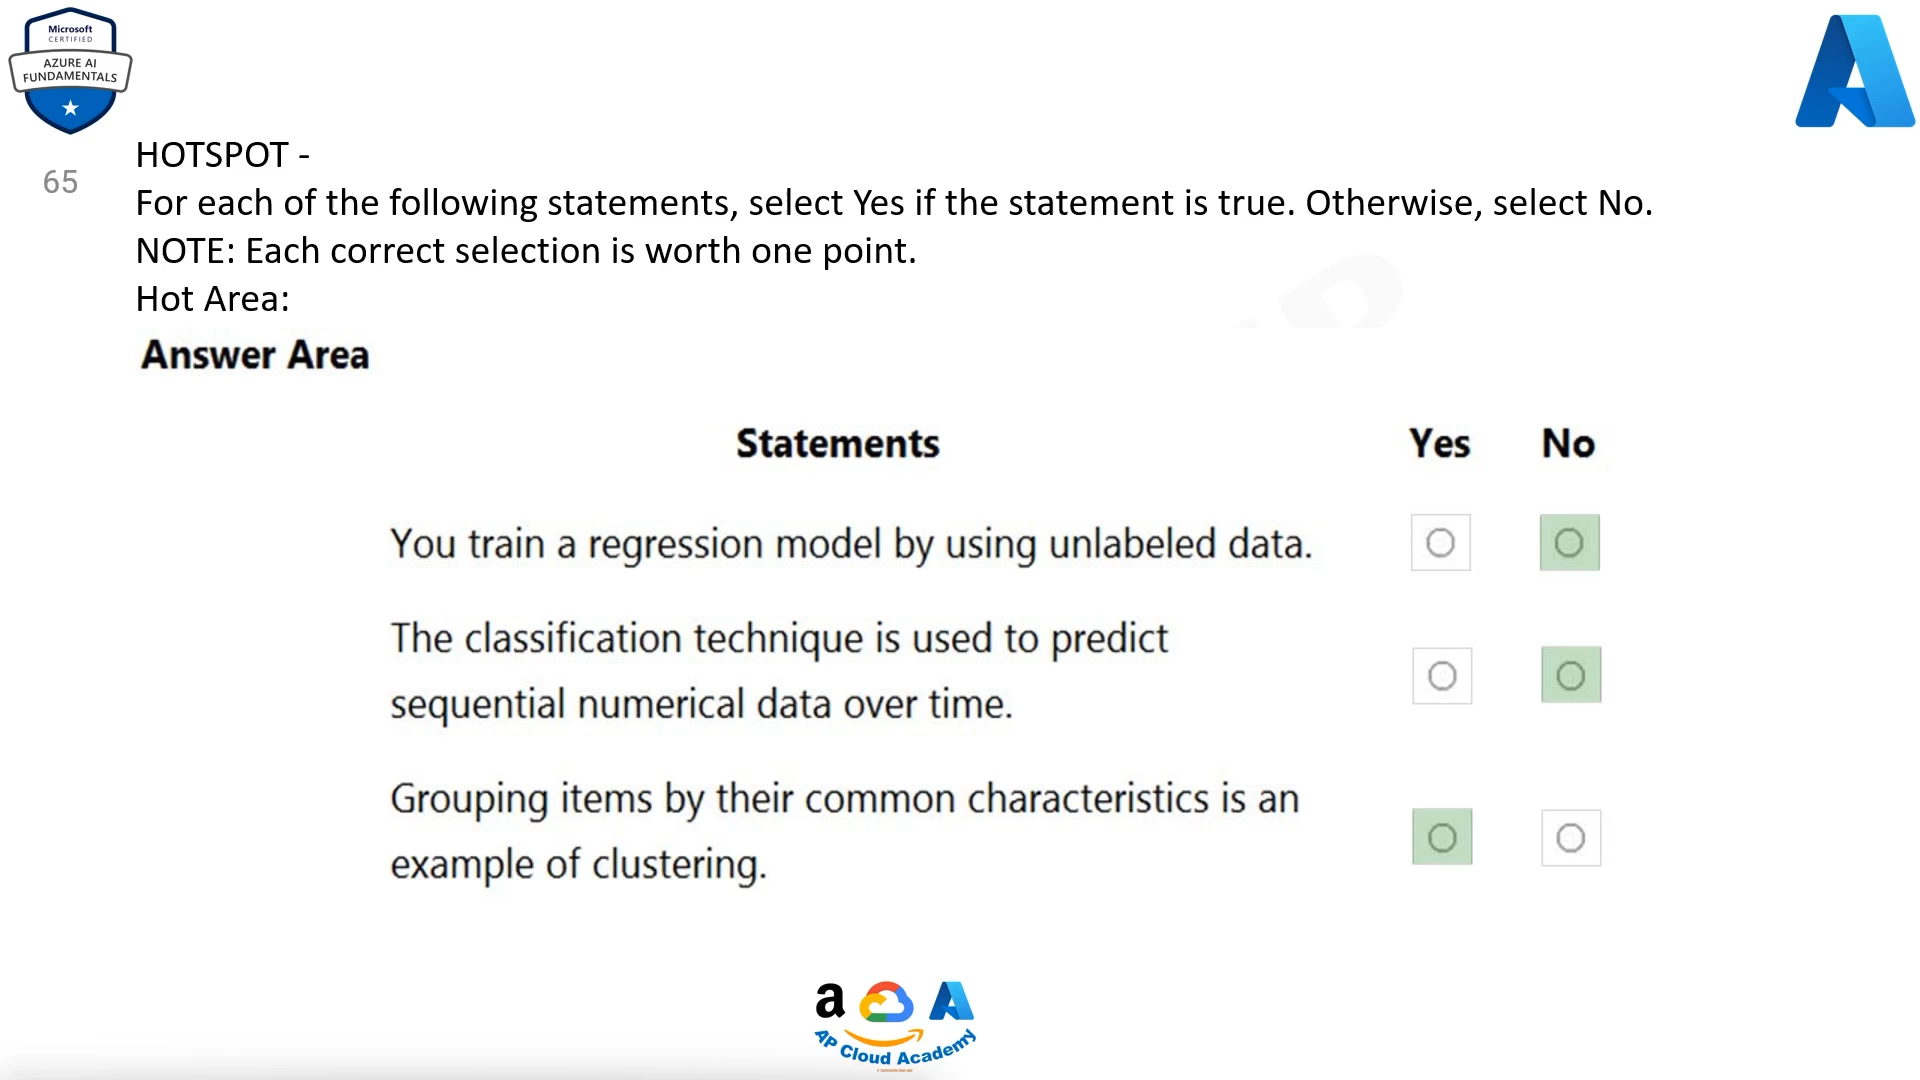 Microsoft
CERTIFIED
AZURE AI
FUNDAMENTALS
HOTSPOT -
65
For each of the following statements, select Yes if the statement is true. Otherwise, select No.
NOTE: Each correct selection is worth one point.
Hot Area:
Answer Area
Statements Yes No
You train a regression model by using unlabeled data.
The classification technique is used to predict
sequential numerical data over time.
Grouping items by their common characteristics is an
example of clustering.
a
AP Cloud Academy